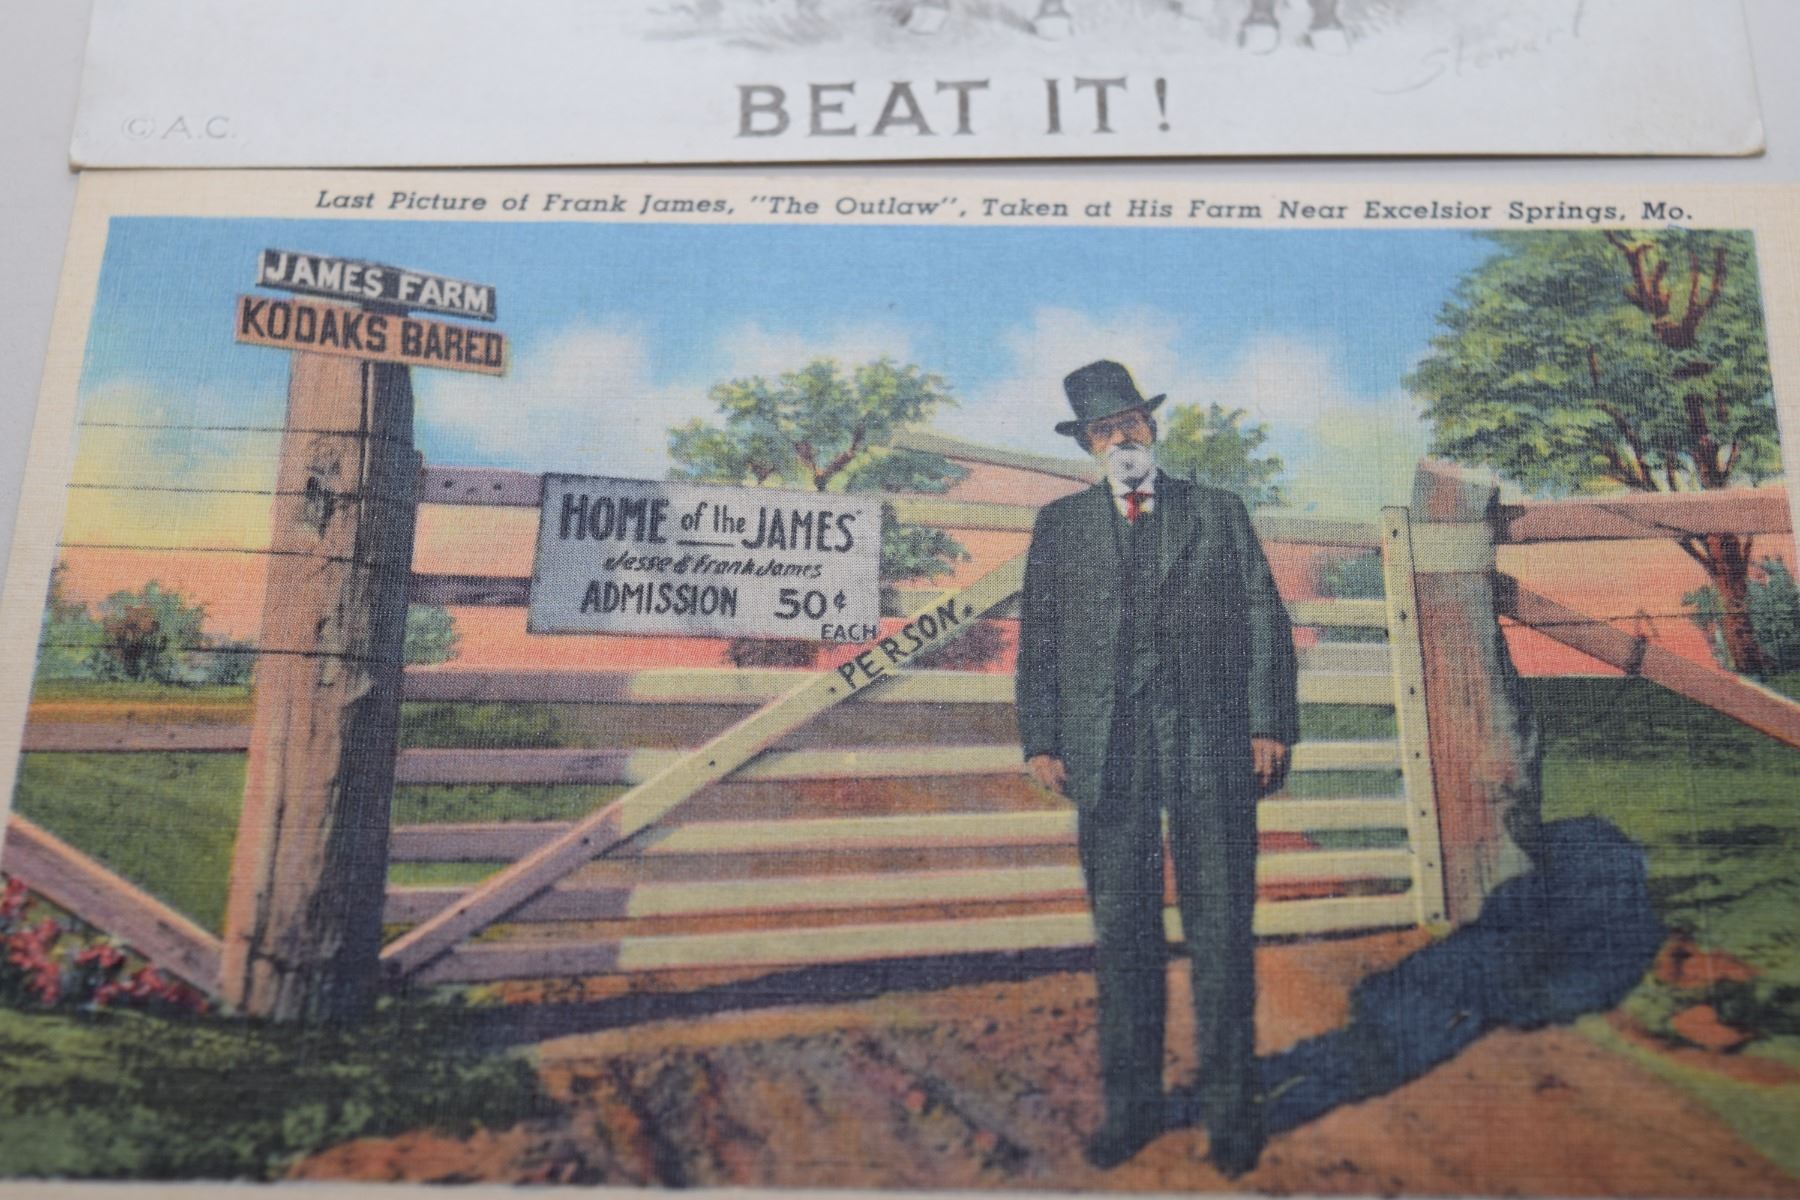 Stewart
BEAT IT!
© A.C.
Last Picture of Frank James, "The Outlaw", Taken at His Farm Near Excelsior Springs, Mo.
JAMES FARM
KODAKS BARED
HOME of the JAMES'
Jesse & Frank James
ADMISSION 50¢
EACH
PERSON.